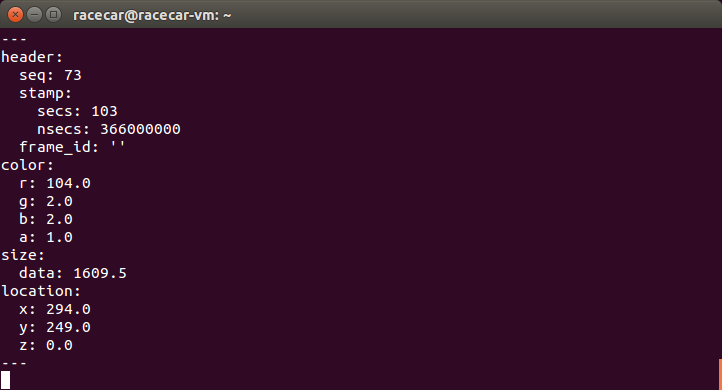 racecar@racecar-vm: ~
---
header:
  seq: 73
  stamp:
    secs: 103
    nsecs: 366000000
  frame_id: ''
color:
  r: 104.0
  g: 2.0
  b: 2.0
  a: 1.0
size:
  data: 1609.5
location:
  x: 294.0
  y: 249.0
  z: 0.0
---